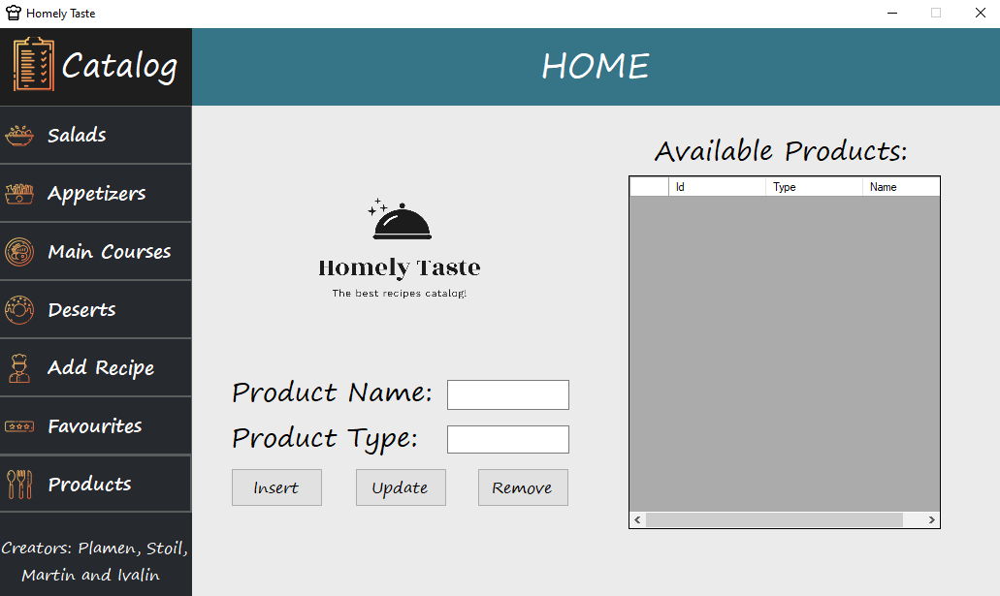 Homely Taste
Catalog
HOME
Salads
Appetizers
Main Courses
Deserts
Add Recipe
Favourites
Products
Creators: Plamen, Stoil,
Martin and Ivalin
Homely Taste
The best recipes catalog!
Product Name:
Product Type:
Insert Update Remove
Available Products:
Id Type Name